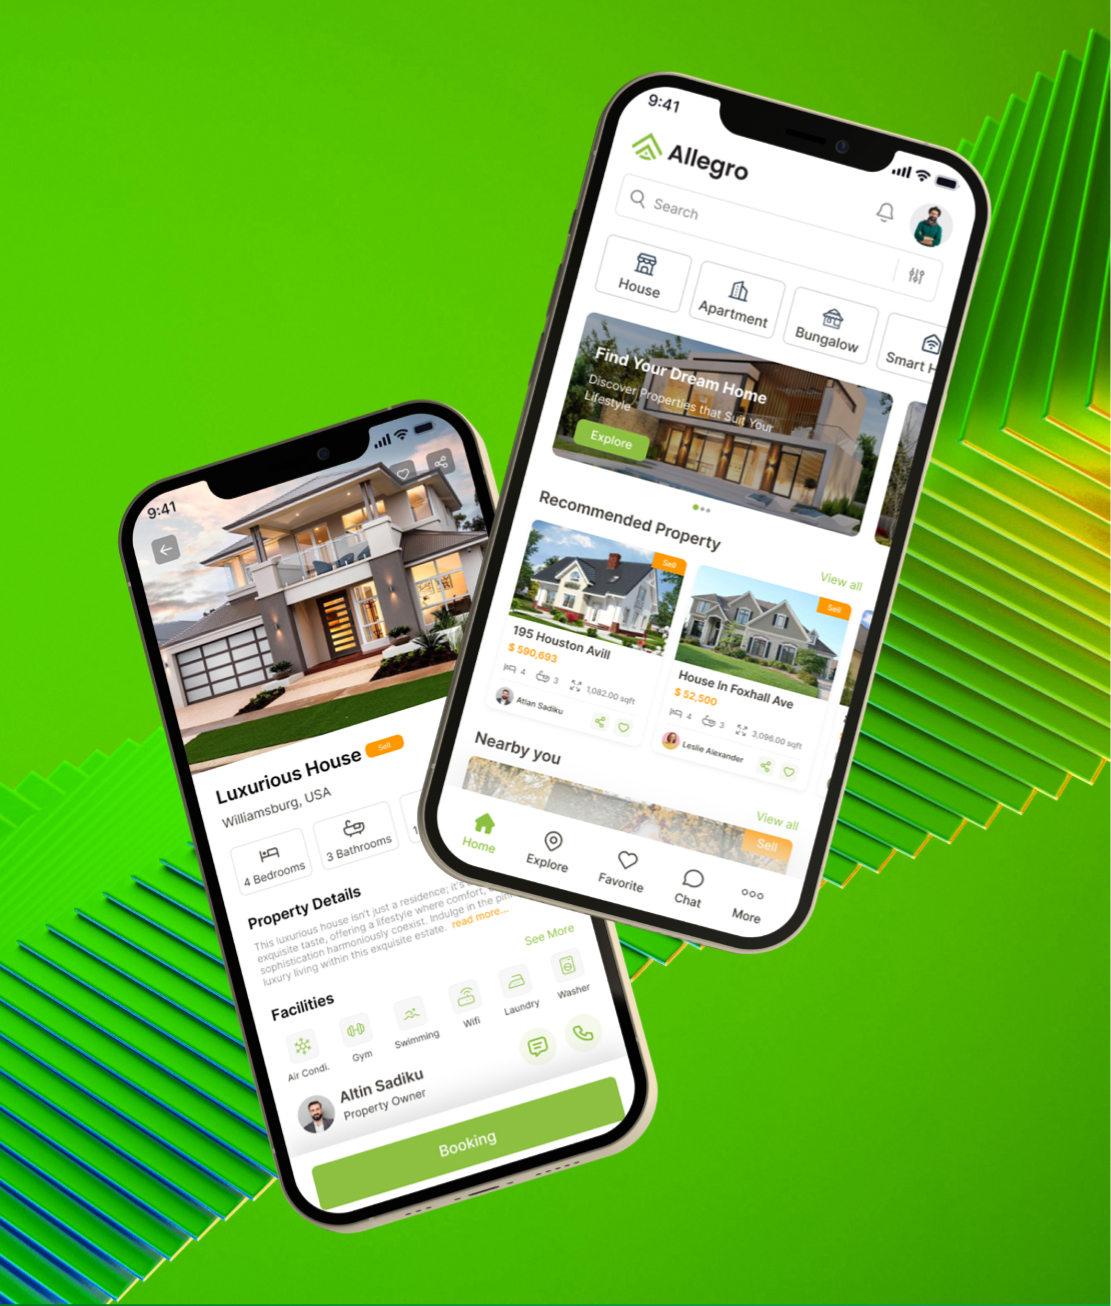 9:41
Allegro
Search
House
Apartment
Bungalow
Smart H
Find Your Dream Home
Discover Properties that Suit Your
Lifestyle
Explore
Recommended Property
View all
Sell
195 Houston Avill
$ 590,693
4 3 1,082.00 sqft
Atian Sadiku
Sell
House In Foxhall Ave
$ 52,500
4 3 3,096.00 sqft
Leslie Alexander
Nearby you
View all
Sell
Home
Explore
Favorite
Chat
More
9:41
Luxurious House
Sell
Williamsburg, USA
4 Bedrooms
3 Bathrooms
1
Property Details
This luxurious house isn't just a residence; it's
exquisite taste, offering a lifestyle where comfort,
sophistication harmoniously coexist. Indulge in the
luxury living within this exquisite estate. read more...
See More
Facilities
Air Condi.
Gym
Swimming
Wifi
Laundry
Washer
Altin Sadiku
Property Owner
Booking